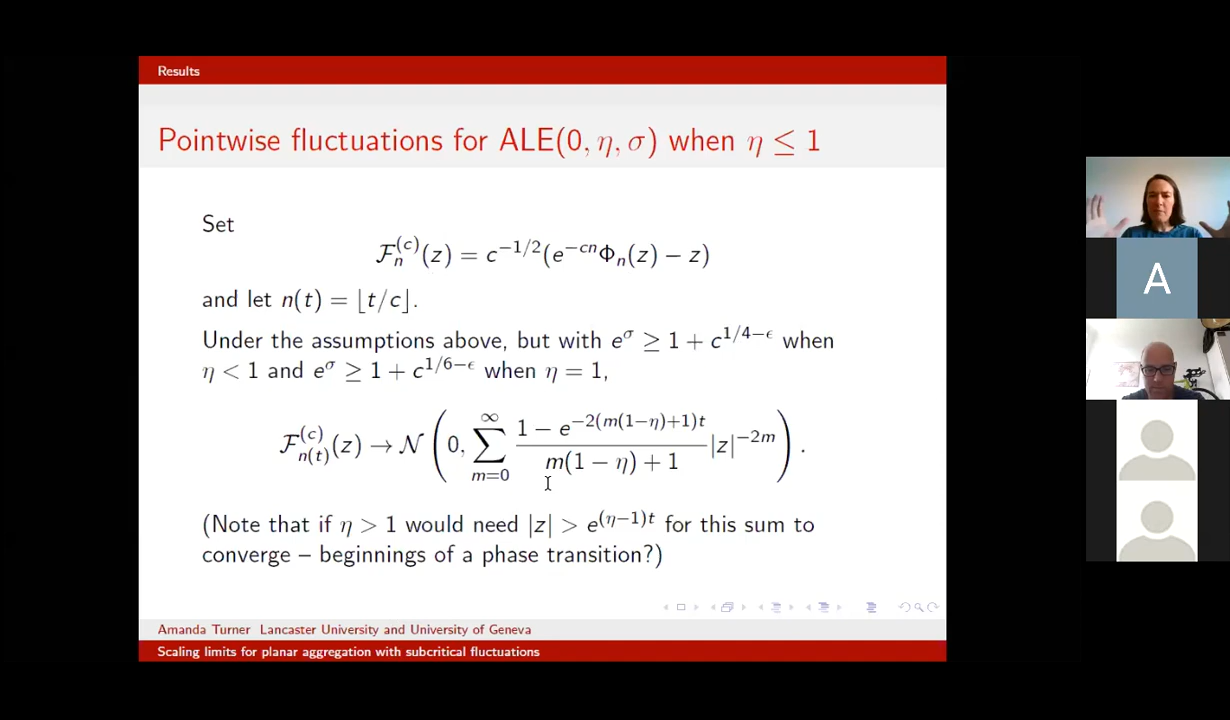 Results
Pointwise fluctuations for ALE(0, η, σ) when η ≤ 1
Set
ℱₙ⁽ᶜ⁾(z) = c^{−1/2}(e^{−cn}Φₙ(z) − z)
and let n(t) = ⌊t/c⌋.
Under the assumptions above, but with e^σ ≥ 1 + c^{1/4−ϵ} when
η < 1 and e^σ ≥ 1 + c^{1/6−ϵ} when η = 1,
ℱ_{n(t)}^{(c)}(z) → 𝒩 (0, ∑_{m=0}^{∞} \frac{1 − e^{−2(m(1−η)+1)t}}{m(1 − η) + 1} |z|^{−2m}) .
(Note that if η > 1 would need |z| > e^{(η−1)t} for this sum to
converge – beginnings of a phase transition?)
Amanda Turner Lancaster University and University of Geneva
Scaling limits for planar aggregation with subcritical fluctuations
A